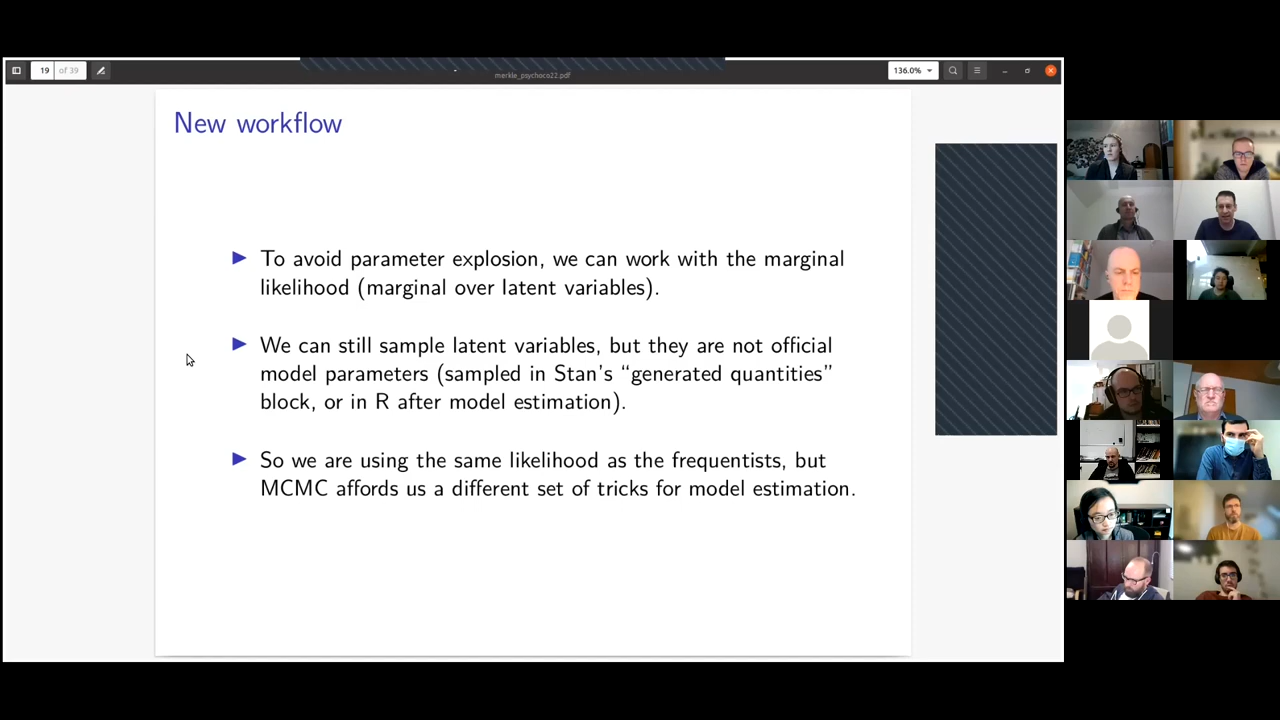 19 of 39
merkle_psychoco22.pdf
136.0%
New workflow
▶ To avoid parameter explosion, we can work with the marginal
likelihood (marginal over latent variables).
▶ We can still sample latent variables, but they are not official
model parameters (sampled in Stan's “generated quantities”
block, or in R after model estimation).
▶ So we are using the same likelihood as the frequentists, but
MCMC affords us a different set of tricks for model estimation.